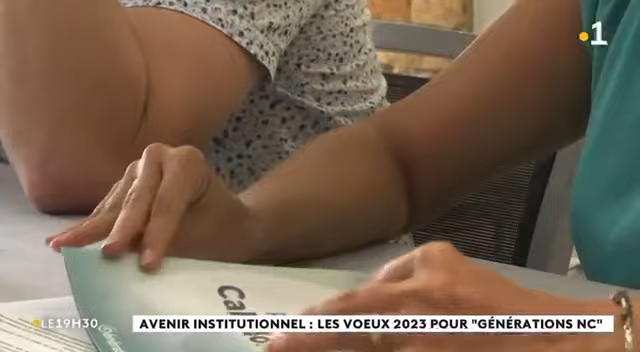 1
LE19H30
AVENIR INSTITUTIONNEL : LES VOEUX 2023 POUR "GÉNÉRATIONS NC"